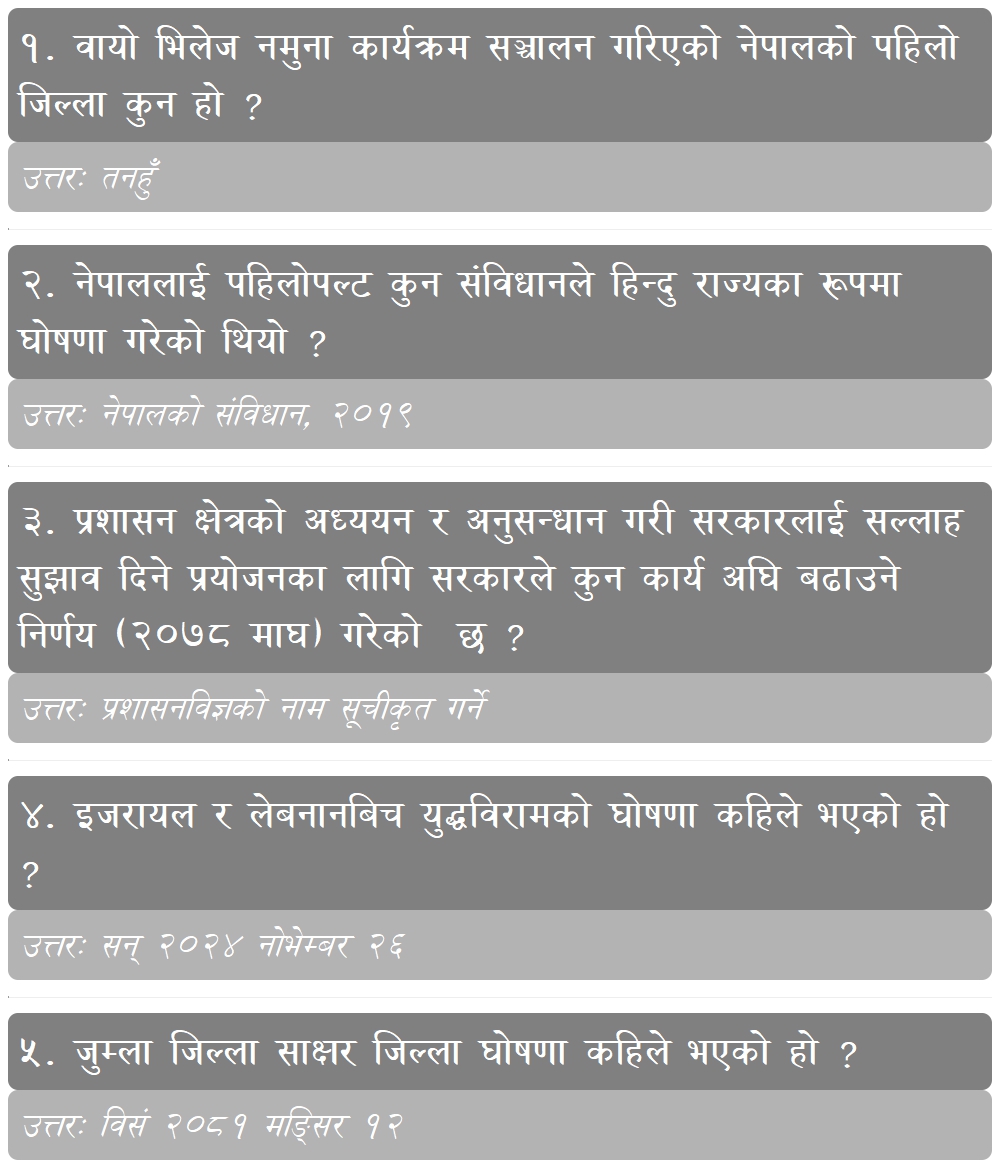 १. वायो भिलेज नमुना कार्यक्रम सञ्चालन गरिएको नेपालको पहिलो
जिल्ला कुन हो ?
उत्तरः तनहुँ
२. नेपाललाई पहिलोपल्ट कुन संविधानले हिन्दु राज्यका रूपमा
घोषणा गरेको थियो ?
उत्तरः नेपालको संविधान, २०१९
३. प्रशासन क्षेत्रको अध्ययन र अनुसन्धान गरी सरकारलाई सल्लाह
सुझाव दिने प्रयोजनका लागि सरकारले कुन कार्य अघि बढाउने
निर्णय (२०७८ माघ) गरेको छ ?
उत्तरः प्रशासनविज्ञको नाम सूचीकृत गर्ने
४. इजरायल र लेबनानबिच युद्धविरामको घोषणा कहिले भएको हो
?
उत्तरः सन् २०२४ नोभेम्बर २६
५. जुम्ला जिल्ला साक्षर जिल्ला घोषणा कहिले भएको हो ?
उत्तरः विसं २०८१ मङ्सिर १२